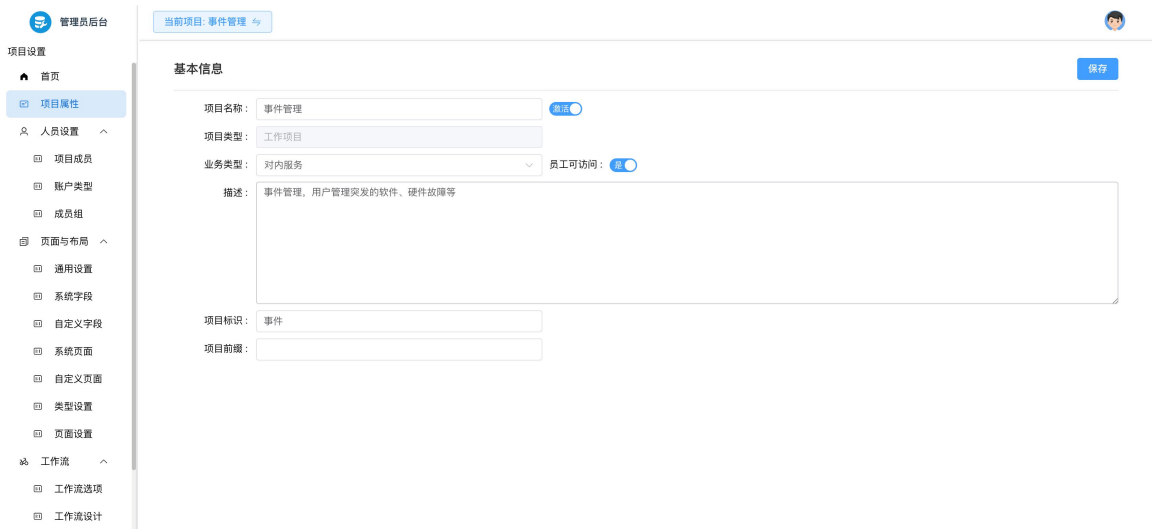 管理员后台
当前项目: 事件管理
项目设置
首页
项目属性
人员设置
项目成员
账户类型
成员组
页面与布局
通用设置
系统字段
自定义字段
系统页面
自定义页面
类型设置
页面设置
工作流
工作流选项
工作流设计
基本信息
保存
项目名称： 事件管理 激活
项目类型： 工作项目
业务类型： 对内服务 员工可访问： 是
描述： 事件管理，用户管理突发的软件、硬件故障等
项目标识： 事件
项目前缀：